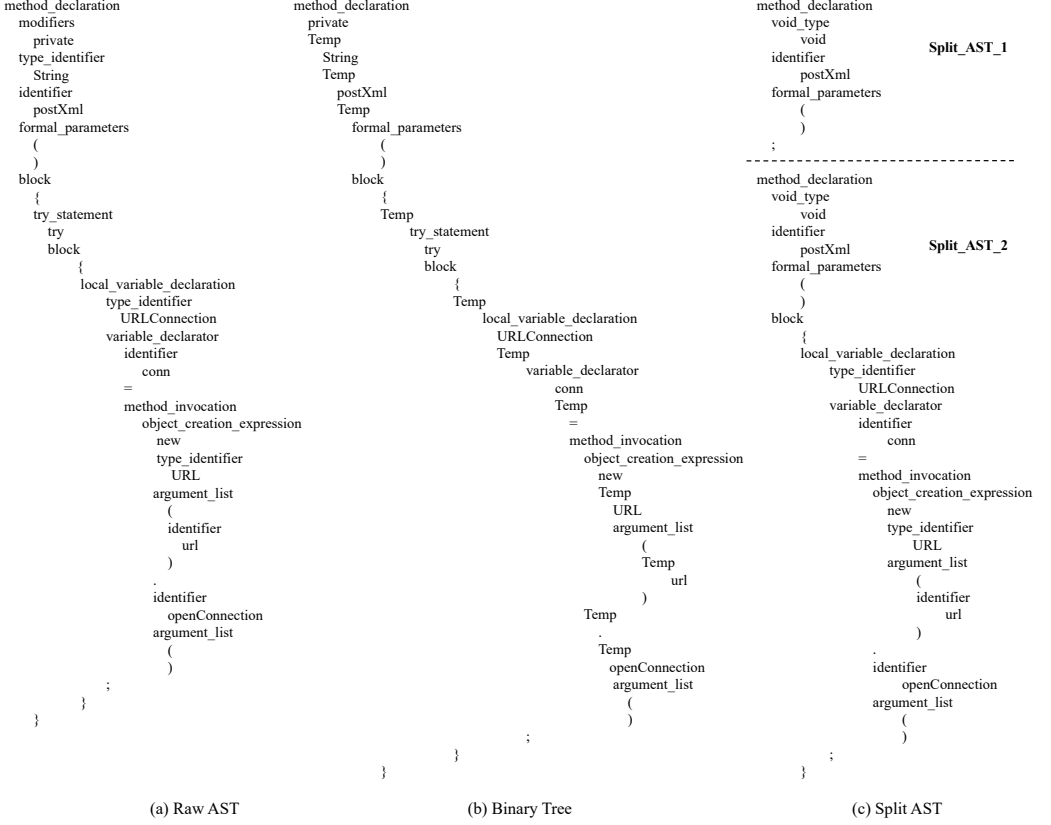 method_declaration
modifiers
private
type_identifier
String
identifier
postXml
formal_parameters
(
)
block
{
try_statement
try
block
{
local_variable_declaration
type_identifier
URLConnection
variable_declarator
identifier
conn
=
method_invocation
object_creation_expression
new
type_identifier
URL
argument_list
(
identifier
url
)
.
identifier
openConnection
argument_list
(
)
;
}
}
(a) Raw AST
method_declaration
private
Temp
String
Temp
postXml
Temp
formal_parameters
(
)
block
{
Temp
try_statement
try
block
{
Temp
local_variable_declaration
URLConnection
Temp
variable_declarator
conn
Temp
=
method_invocation
object_creation_expression
new
Temp
URL
argument_list
(
Temp
url
)
Temp
.
Temp
openConnection
argument_list
(
)
;
}
}
(b) Binary Tree
method_declaration
void_type
void
Split_AST_1
identifier
postXml
formal_parameters
(
)
;
method_declaration
void_type
void
identifier
postXml
Split_AST_2
formal_parameters
(
)
block
{
local_variable_declaration
type_identifier
URLConnection
variable_declarator
identifier
conn
=
method_invocation
object_creation_expression
new
type_identifier
URL
argument_list
(
identifier
url
)
.
identifier
openConnection
argument_list
(
)
;
}
(c) Split AST